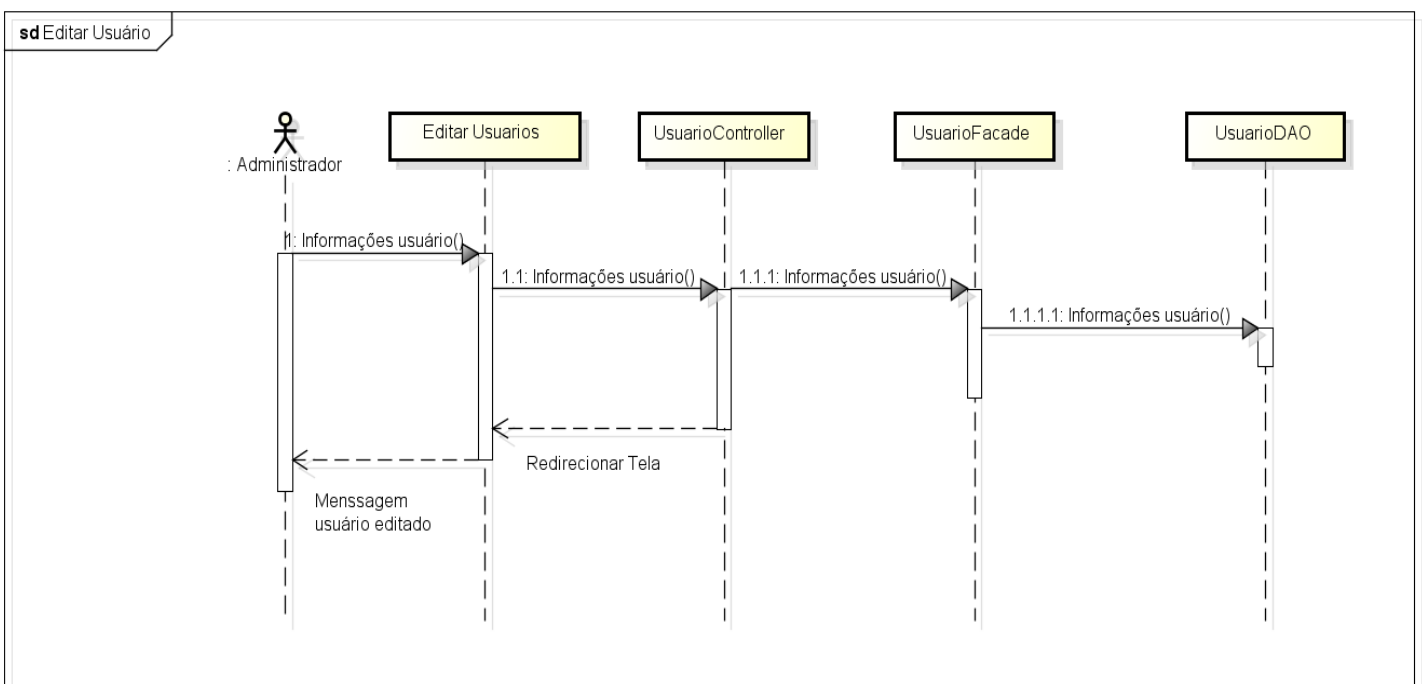 sd Editar Usuário
: Administrador
Editar Usuarios
UsuarioController
UsuarioFacade
UsuarioDAO
1: Informações usuário()
1.1: Informações usuário()
1.1.1: Informações usuário()
1.1.1.1: Informações usuário()
Redirecionar Tela
Menssagem
usuário editado